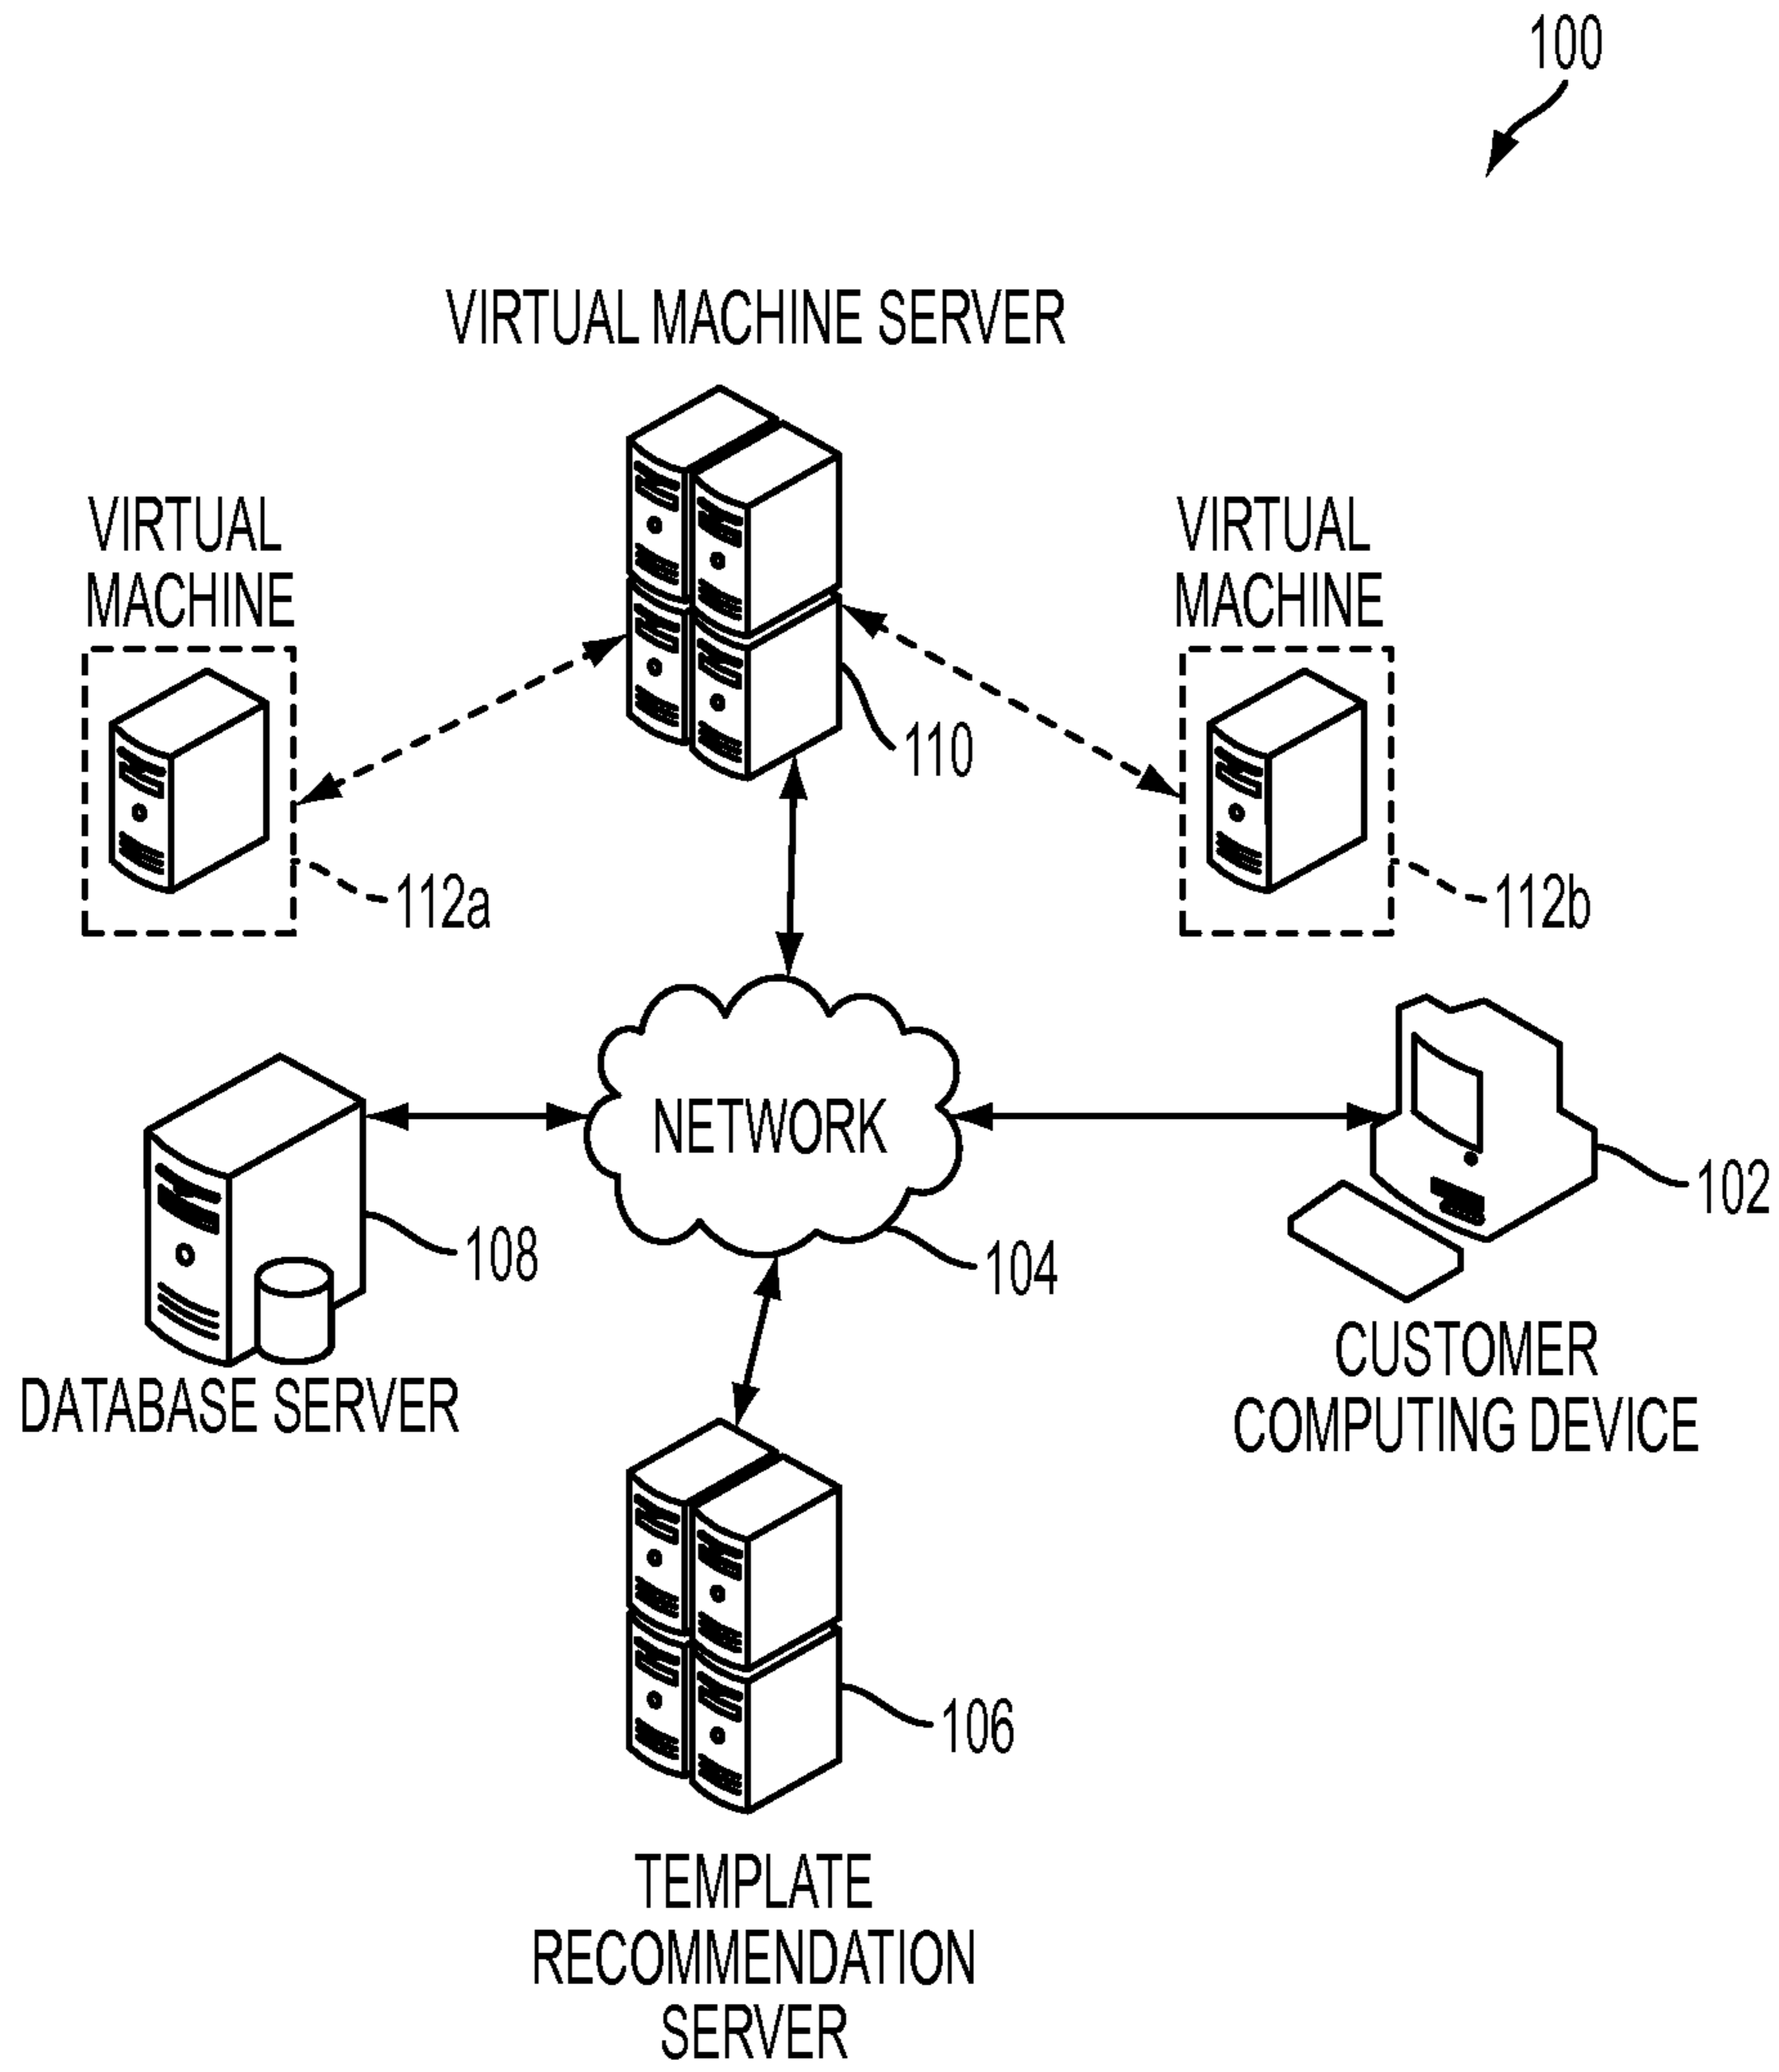 100
VIRTUAL MACHINE SERVER
VIRTUAL
MACHINE
VIRTUAL
MACHINE
110
112a
112b
NETWORK
102
108
104
CUSTOMER
COMPUTING DEVICE
DATABASE SERVER
106
TEMPLATE
RECOMMENDATION
SERVER